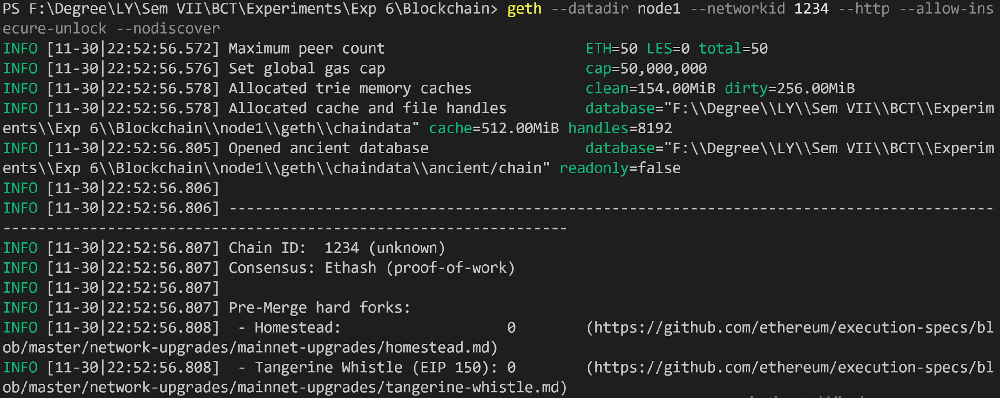 PS F:\Degree\LY\Sem VII\BCT\Experiments\Exp 6\Blockchain> geth --datadir node1 --networkid 1234 --http --allow-ins
ecure-unlock --nodiscover
INFO [11-30|22:52:56.572] Maximum peer count                       ETH=50 LES=0 total=50
INFO [11-30|22:52:56.576] Set global gas cap                       cap=50,000,000
INFO [11-30|22:52:56.578] Allocated trie memory caches             clean=154.00MiB dirty=256.00MiB
INFO [11-30|22:52:56.578] Allocated cache and file handles         database="F:\\Degree\\LY\\Sem VII\\BCT\\Experim
ents\\Exp 6\\Blockchain\\node1\\geth\\chaindata" cache=512.00MiB handles=8192
INFO [11-30|22:52:56.805] Opened ancient database                  database="F:\\Degree\\LY\\Sem VII\\BCT\\Experim
ents\\Exp 6\\Blockchain\\node1\\geth\\chaindata\\ancient/chain" readonly=false
INFO [11-30|22:52:56.806]
INFO [11-30|22:52:56.806] ----------------------------------------------------------------------------------------
-----------------------------------------------------------------
INFO [11-30|22:52:56.807] Chain ID:  1234 (unknown)
INFO [11-30|22:52:56.807] Consensus: Ethash (proof-of-work)
INFO [11-30|22:52:56.807]
INFO [11-30|22:52:56.807] Pre-Merge hard forks:
INFO [11-30|22:52:56.808]  - Homestead:                   0        (https://github.com/ethereum/execution-specs/bl
ob/master/network-upgrades/mainnet-upgrades/homestead.md)
INFO [11-30|22:52:56.808]  - Tangerine Whistle (EIP 150): 0        (https://github.com/ethereum/execution-specs/bl
ob/master/network-upgrades/mainnet-upgrades/tangerine-whistle.md)